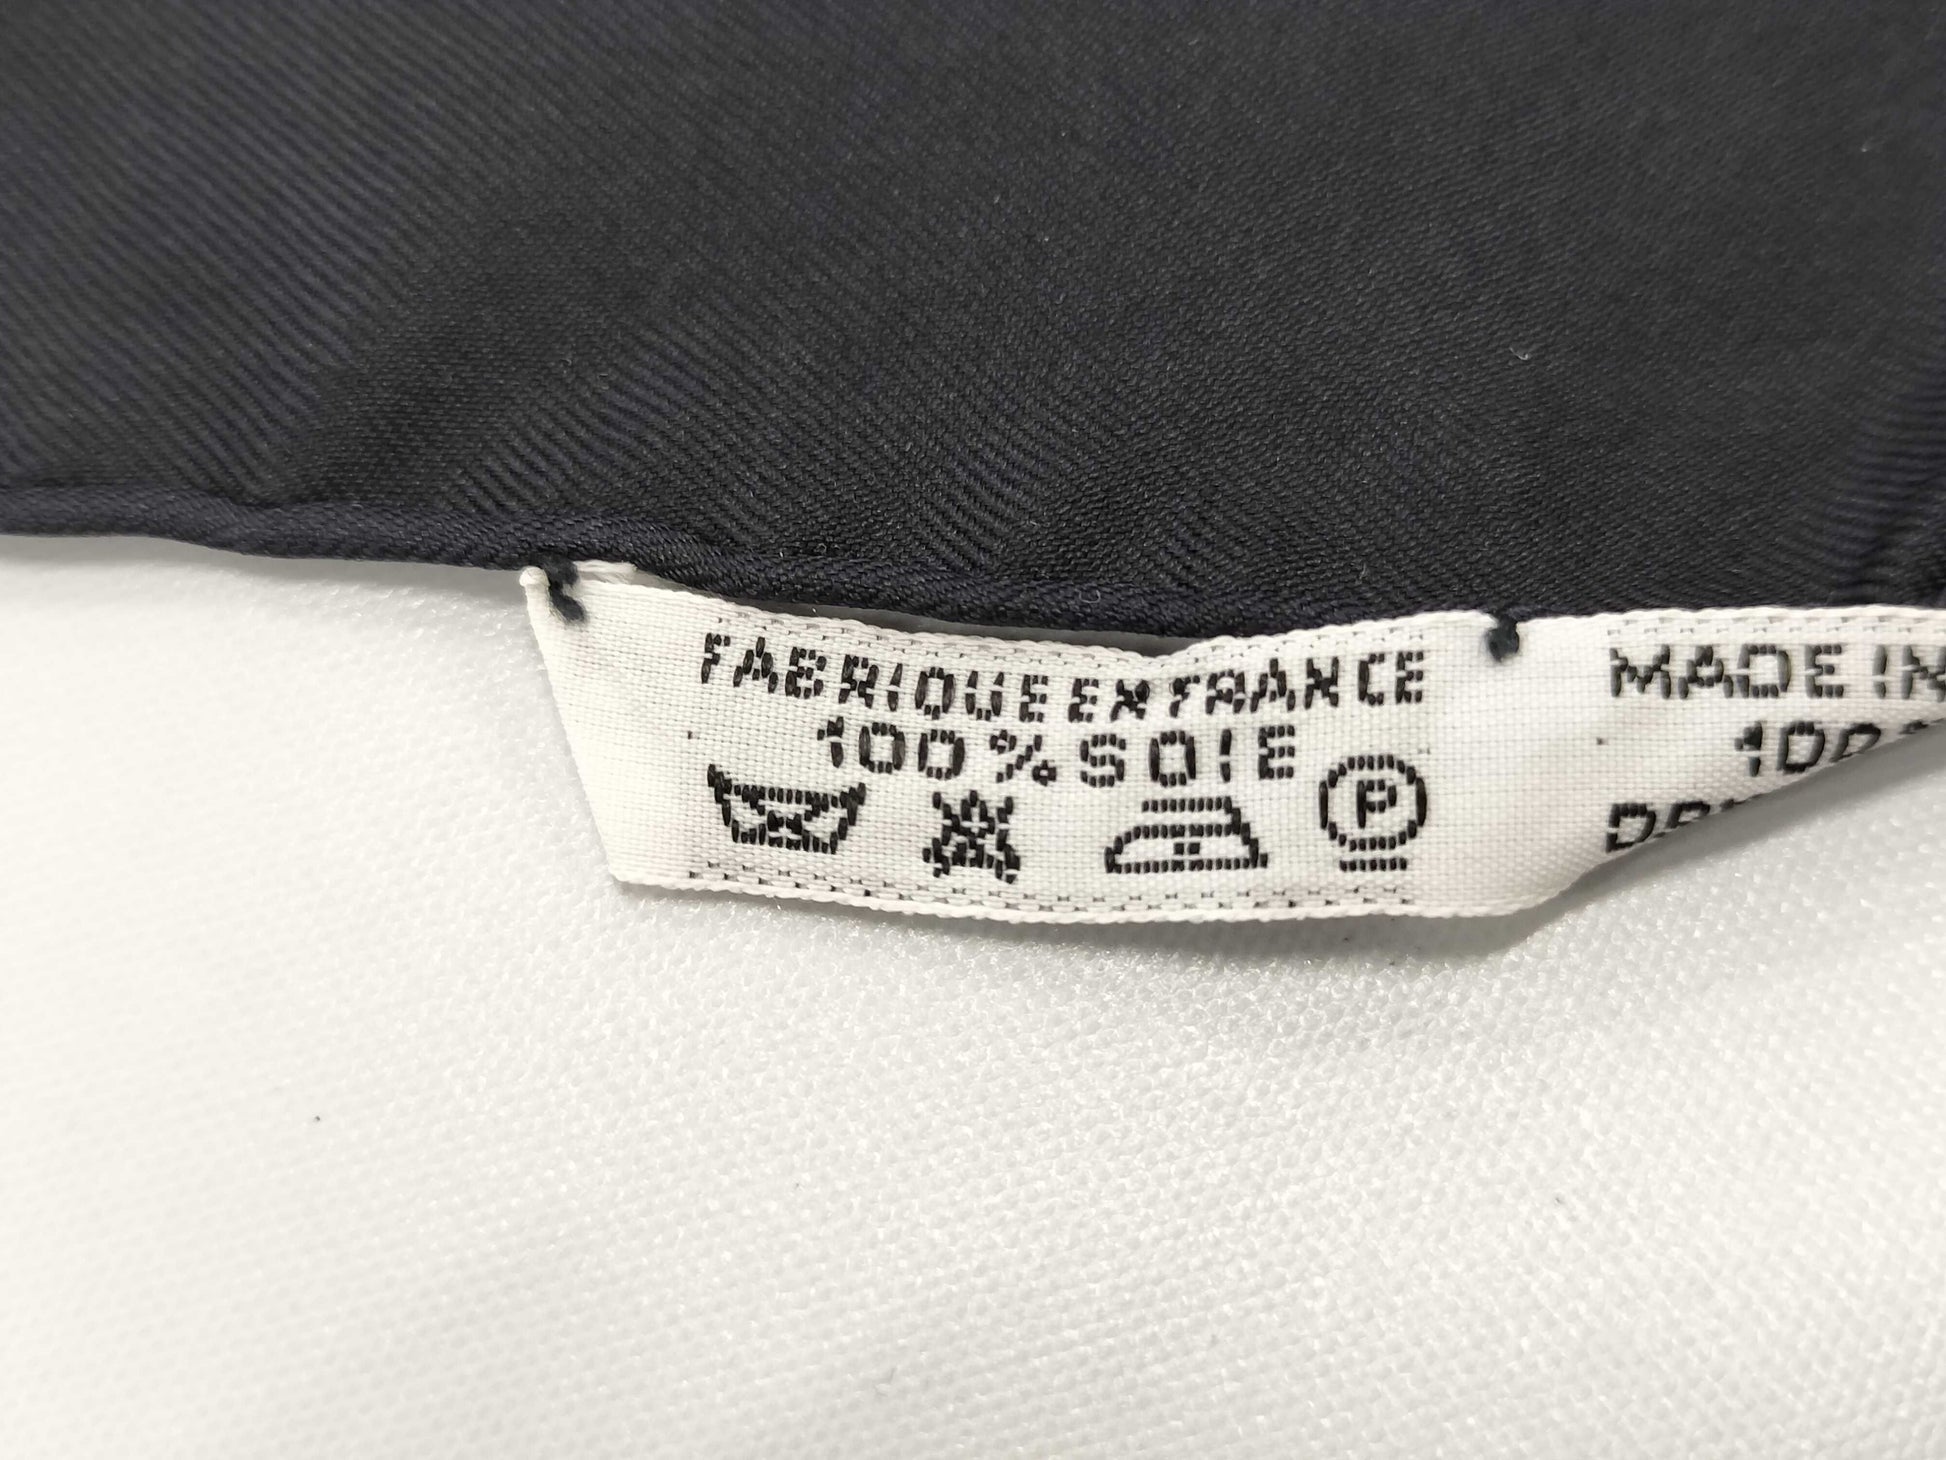 FABRIQUE EN FRANCE
100% SOIE
P
MADE IN